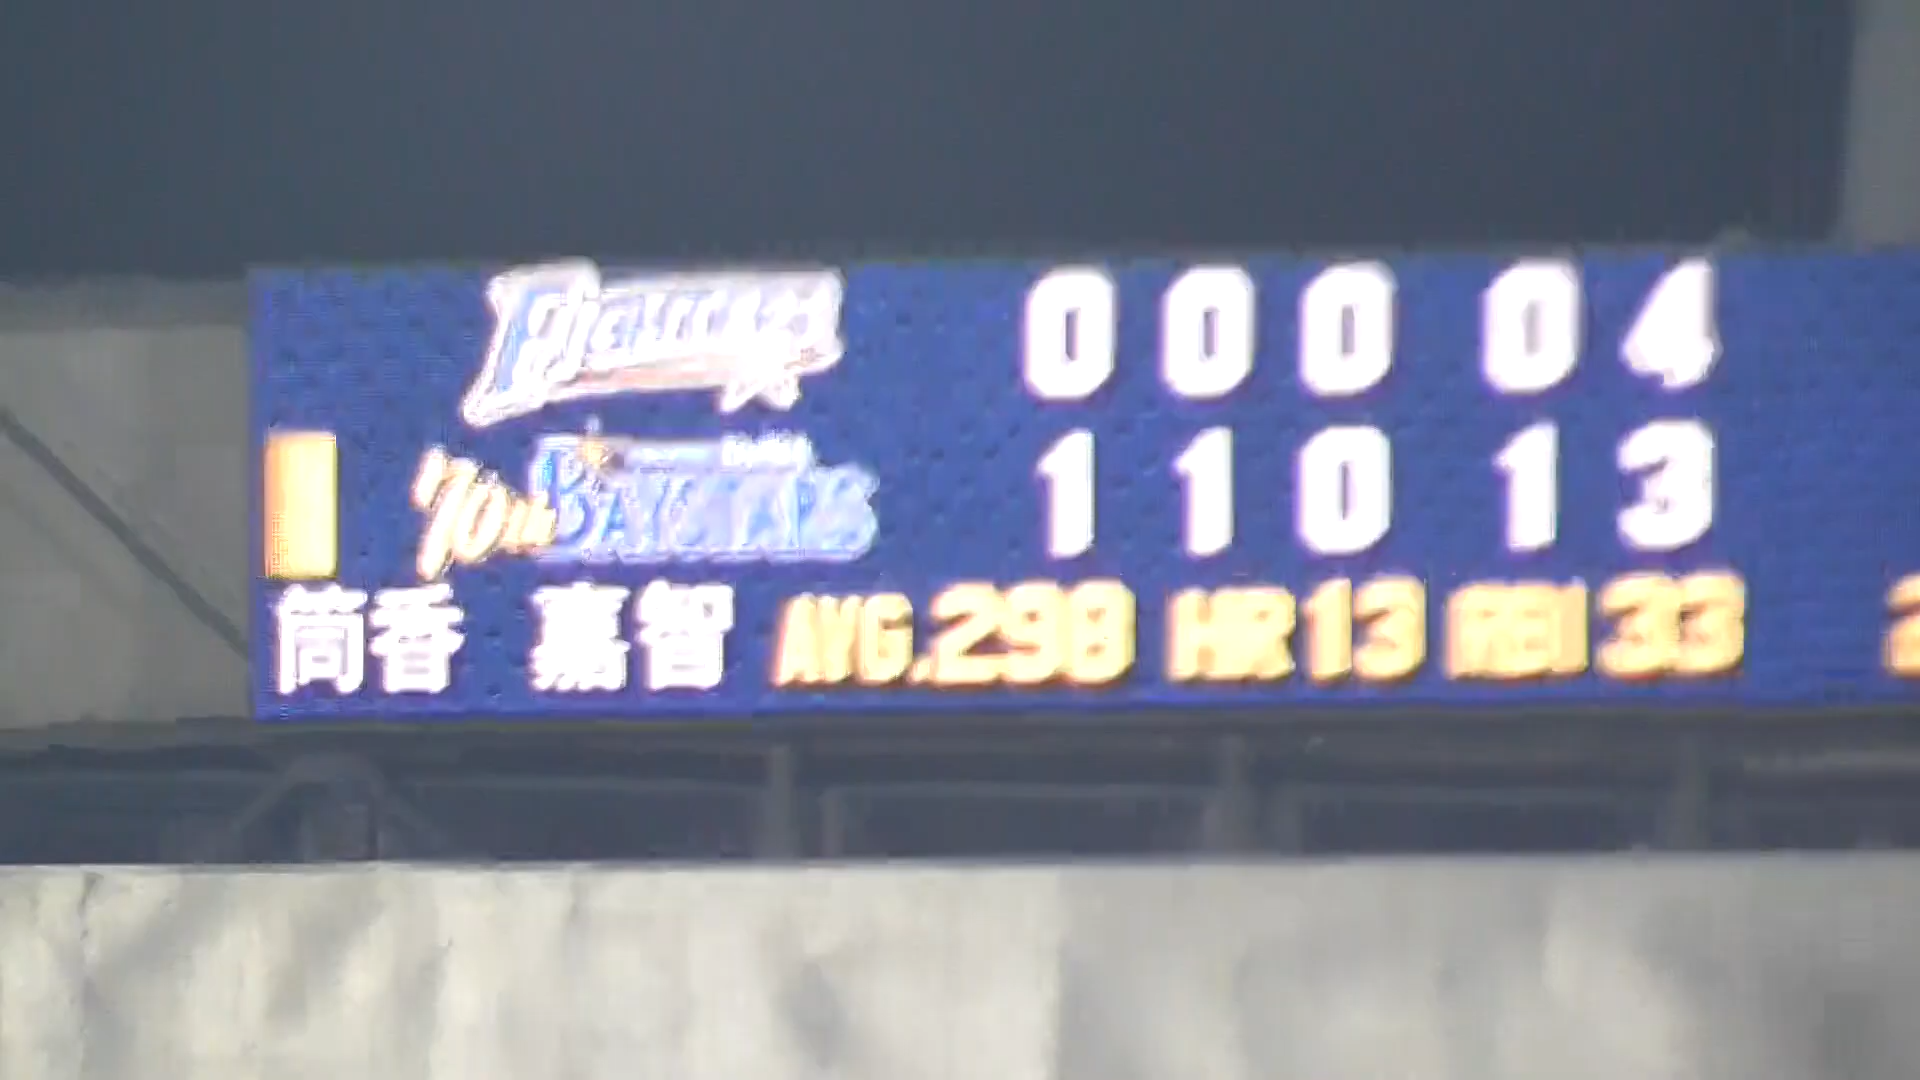 0 0 0 0 4
70th BAYSTARS 1 1 0 1 3
筒香 嘉智 AVG.298 HR13 RBI33